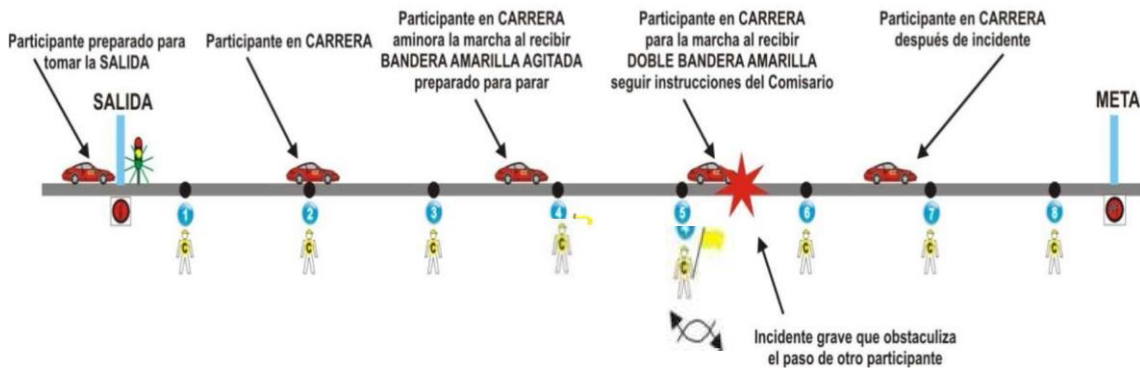 Participante preparado para
tomar la SALIDA
Participante en CARRERA
Participante en CARRERA
aminora la marcha al recibir
BANDERA AMARILLA AGITADA
preparado para parar
Participante en CARRERA
para la marcha al recibir
DOBLE BANDERA AMARILLA
seguir instrucciones del Comisario
Participante en CARRERA
después de incidente
SALIDA
META
1
2
3
4
5
6
7
8
C
C
C
C
C
C
C
C
Incidente grave que obstaculiza
el paso de otro participante